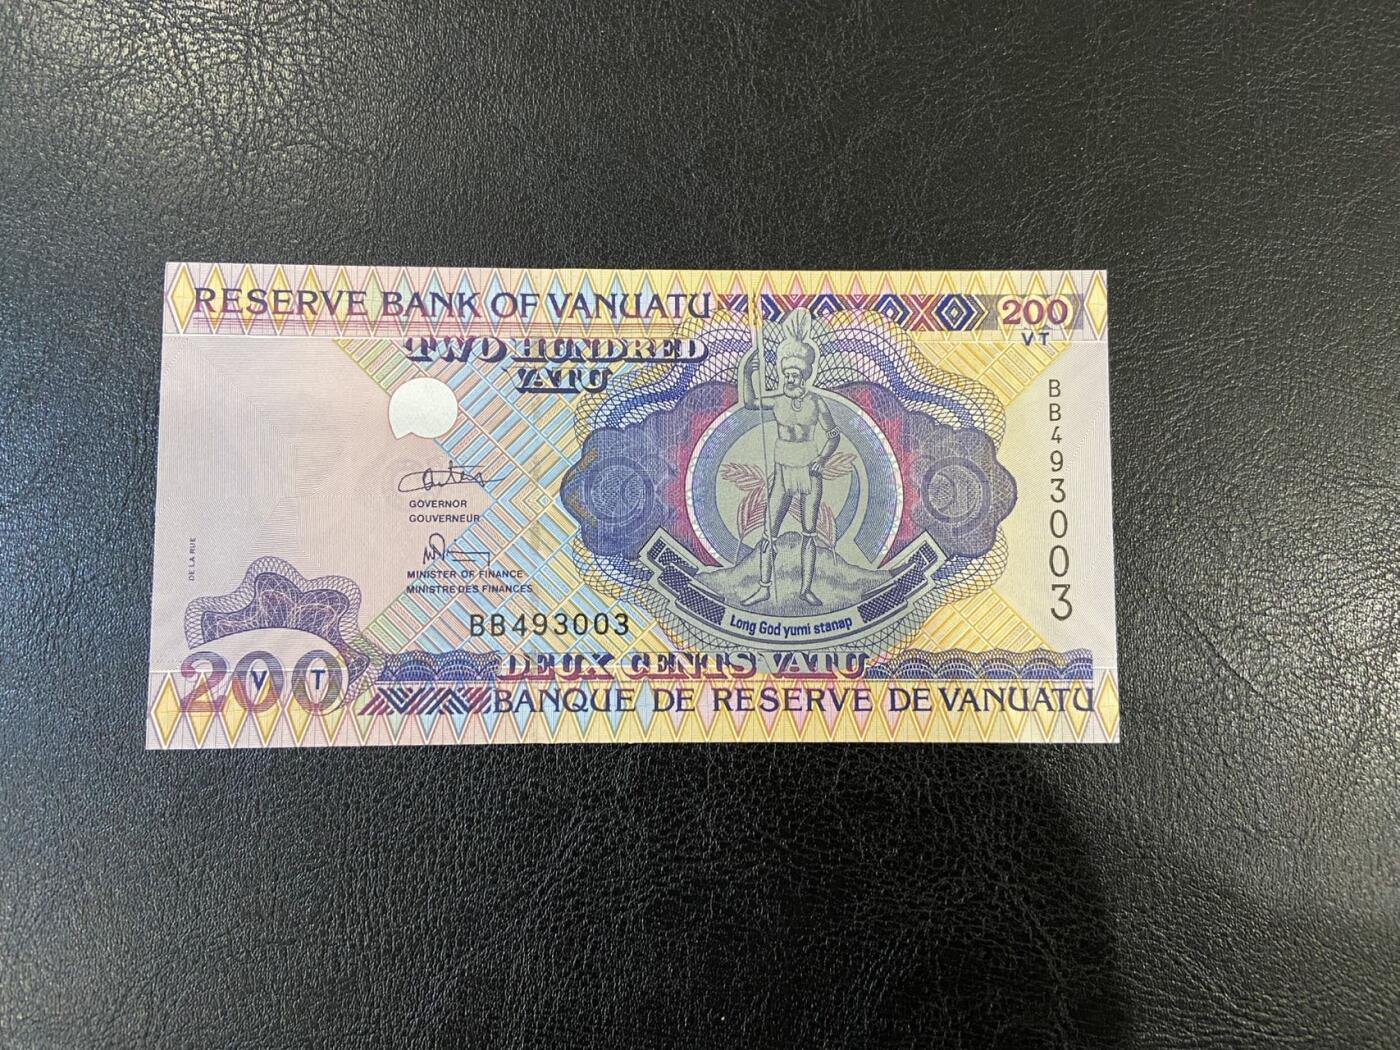 RESERVE BANK OF VANUATU
200
VT
TWO HUNDRED
VATU
BB493003
GOVERNOR
GOUVERNEUR
MINISTER OF FINANCE
MINISTRE DES FINANCES
DE LA RUE
BB493003
Long God yumi stanap
200
V T
DEUX CENTS VATU
BANQUE DE RESERVE DE VANUATU